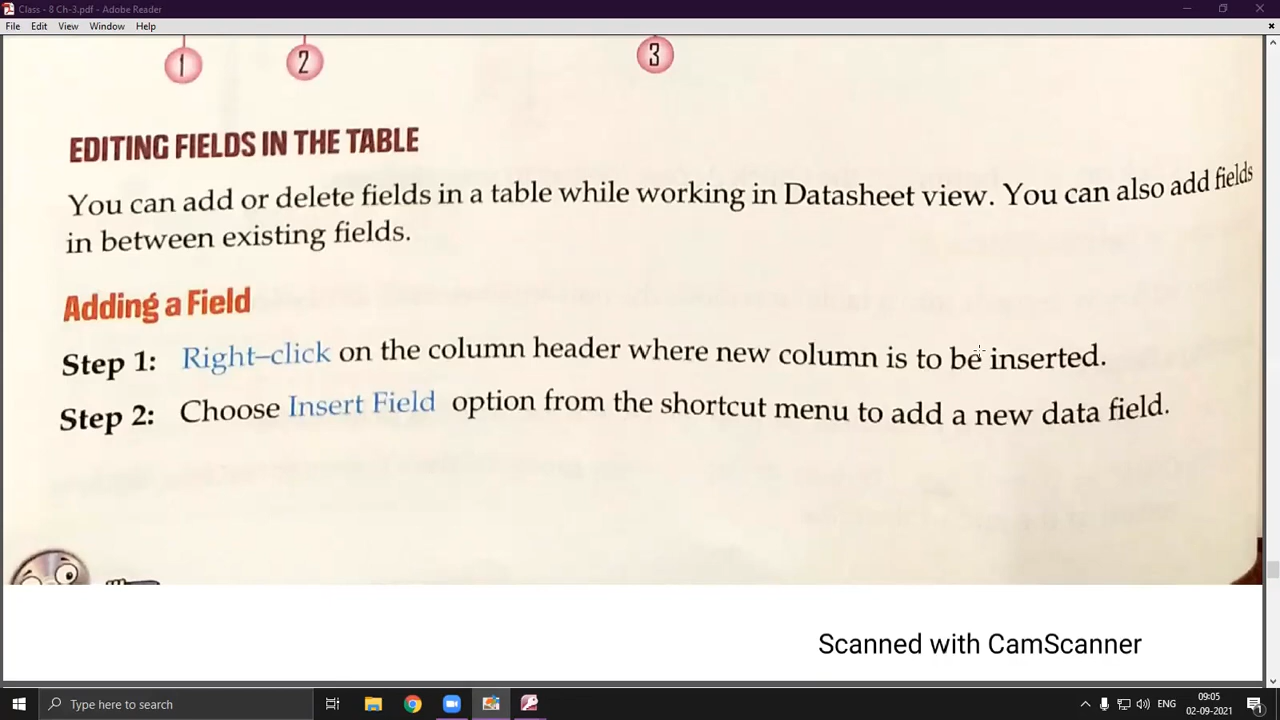 Class - 8 Ch-3.pdf - Adobe Reader
File Edit View Window Help
1 2 3
EDITING FIELDS IN THE TABLE
You can add or delete fields in a table while working in Datasheet view. You can also add fields
in between existing fields.
Adding a Field
Step 1: Right–click on the column header where new column is to be inserted.
Step 2: Choose Insert Field option from the shortcut menu to add a new data field.
Scanned with CamScanner
Type here to search
ENG
09:05
02-09-2021
1